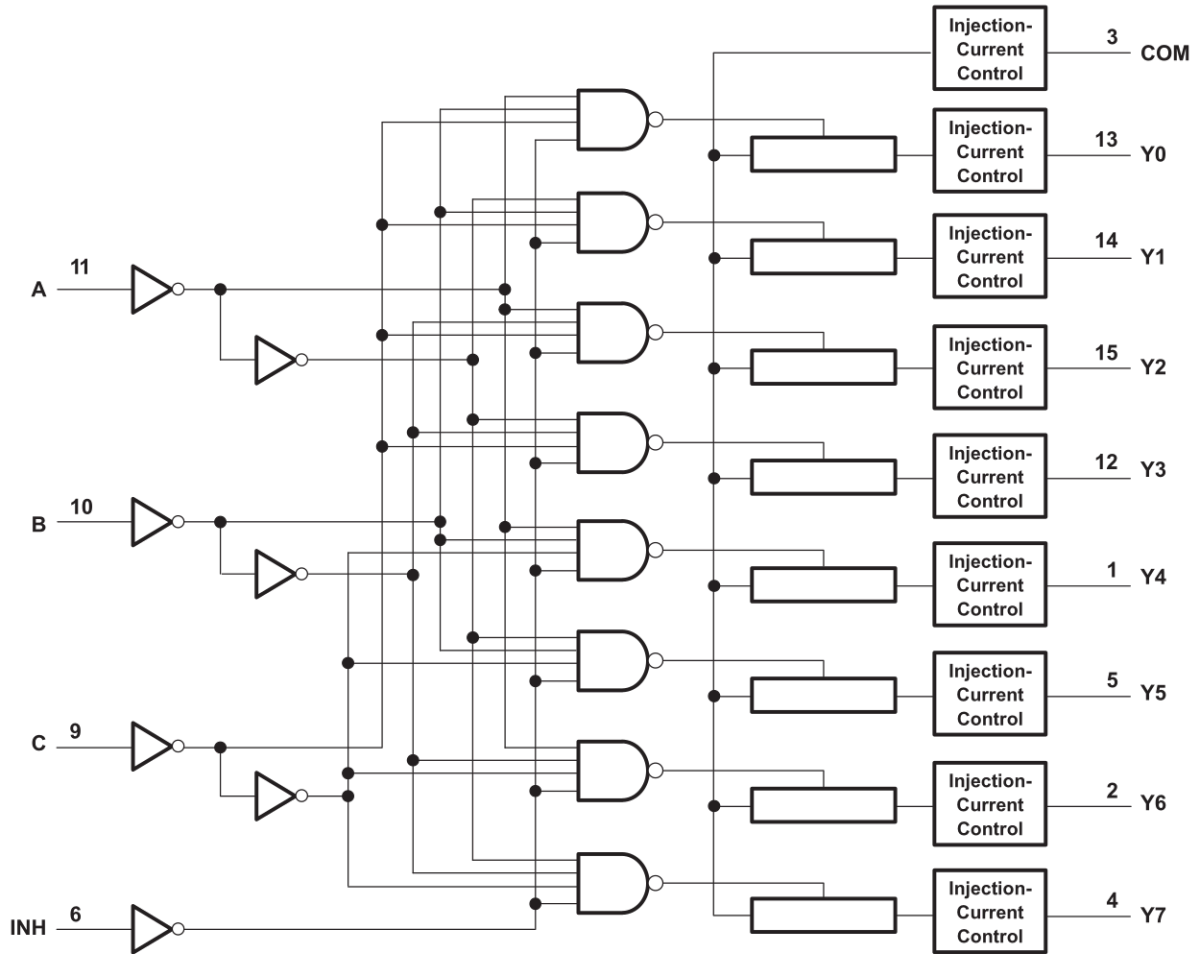 Injection-
Current
Control
3
COM
Injection-
Current
Control
13
Y0
Injection-
Current
Control
14
Y1
11
A
Injection-
Current
Control
15
Y2
Injection-
Current
Control
12
Y3
10
B
Injection-
Current
Control
1
Y4
Injection-
Current
Control
5
Y5
9
C
Injection-
Current
Control
2
Y6
INH
6
Injection-
Current
Control
4
Y7